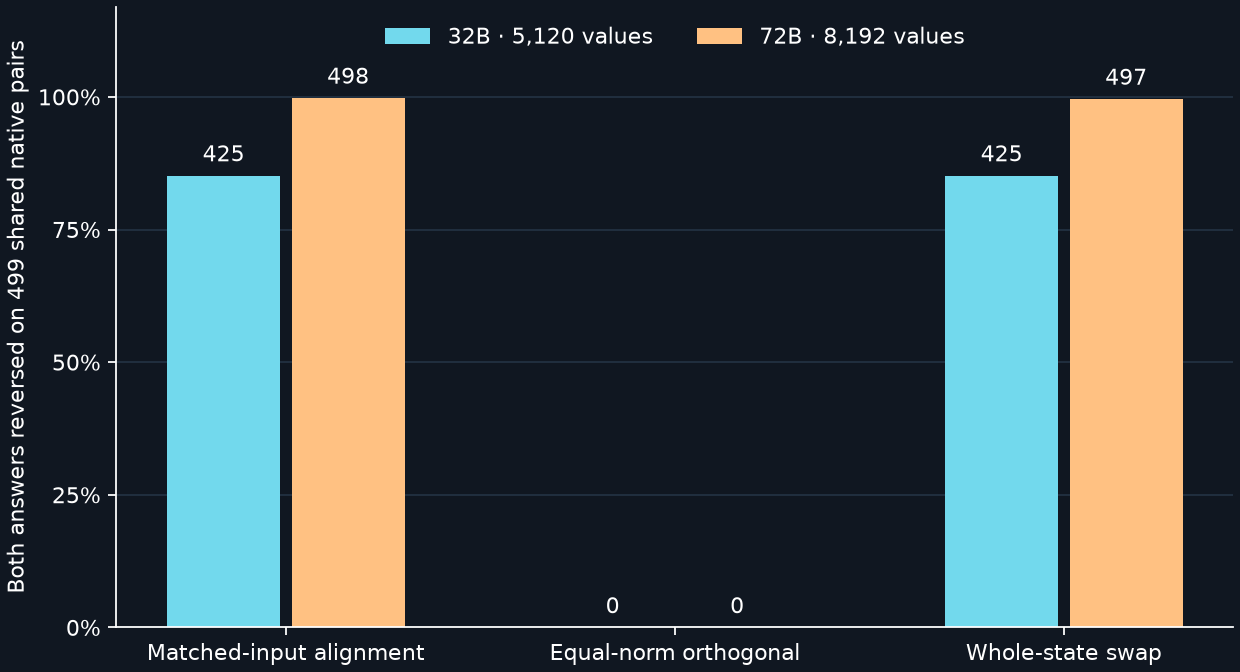 32B · 5,120 values
72B · 8,192 values
Both answers reversed on 499 shared native pairs
100%
75%
50%
25%
0%
425
498
0
0
425
497
Matched-input alignment
Equal-norm orthogonal
Whole-state swap